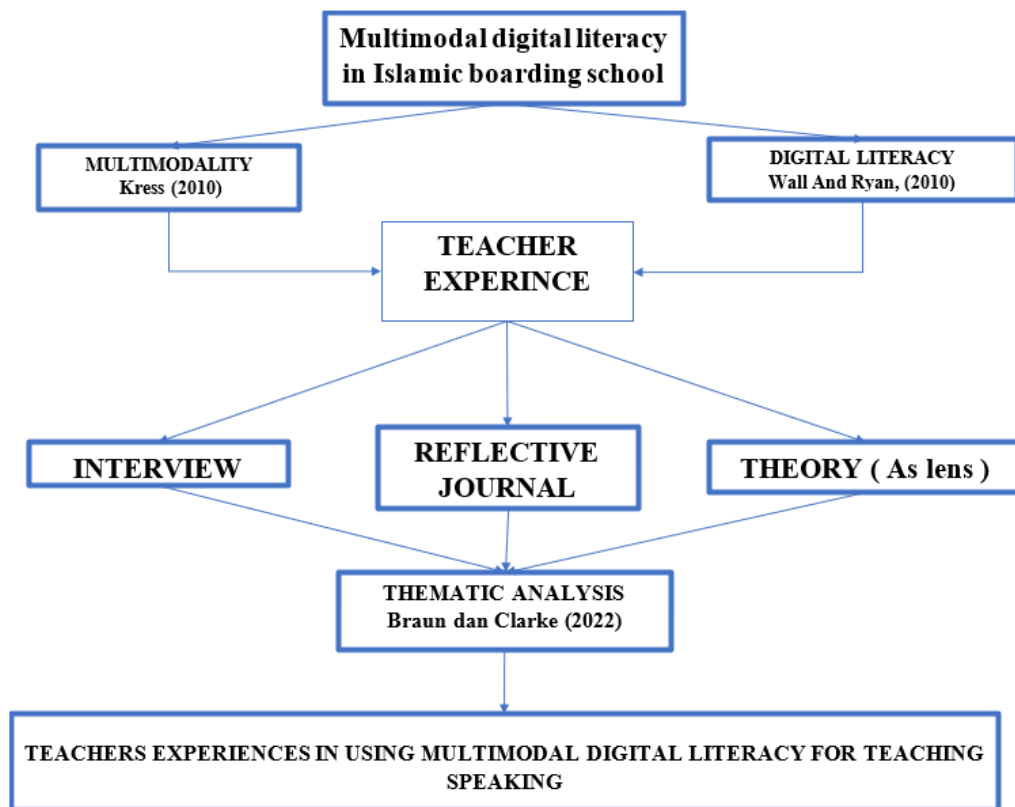 Multimodal digital literacy
in Islamic boarding school
MULTIMODALITY
Kress (2010)
DIGITAL LITERACY
Wall And Ryan, (2010)
TEACHER
EXPERINCE
INTERVIEW
REFLECTIVE
JOURNAL
THEORY ( As lens )
THEMATIC ANALYSIS
Braun dan Clarke (2022)
TEACHERS EXPERIENCES IN USING MULTIMODAL DIGITAL LITERACY FOR TEACHING
SPEAKING